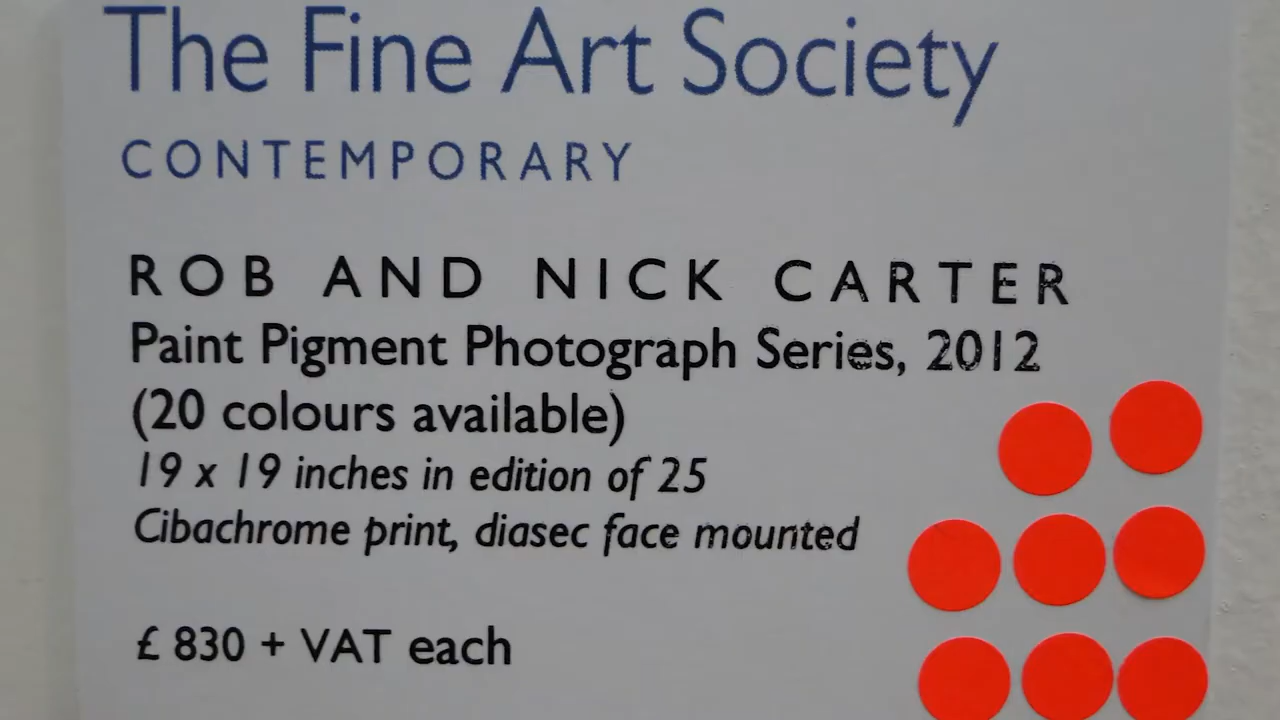 The Fine Art Society
CONTEMPORARY
ROB AND NICK CARTER
Paint Pigment Photograph Series, 2012
(20 colours available)
19 x 19 inches in edition of 25
Cibachrome print, diasec face mounted
£ 830 + VAT each